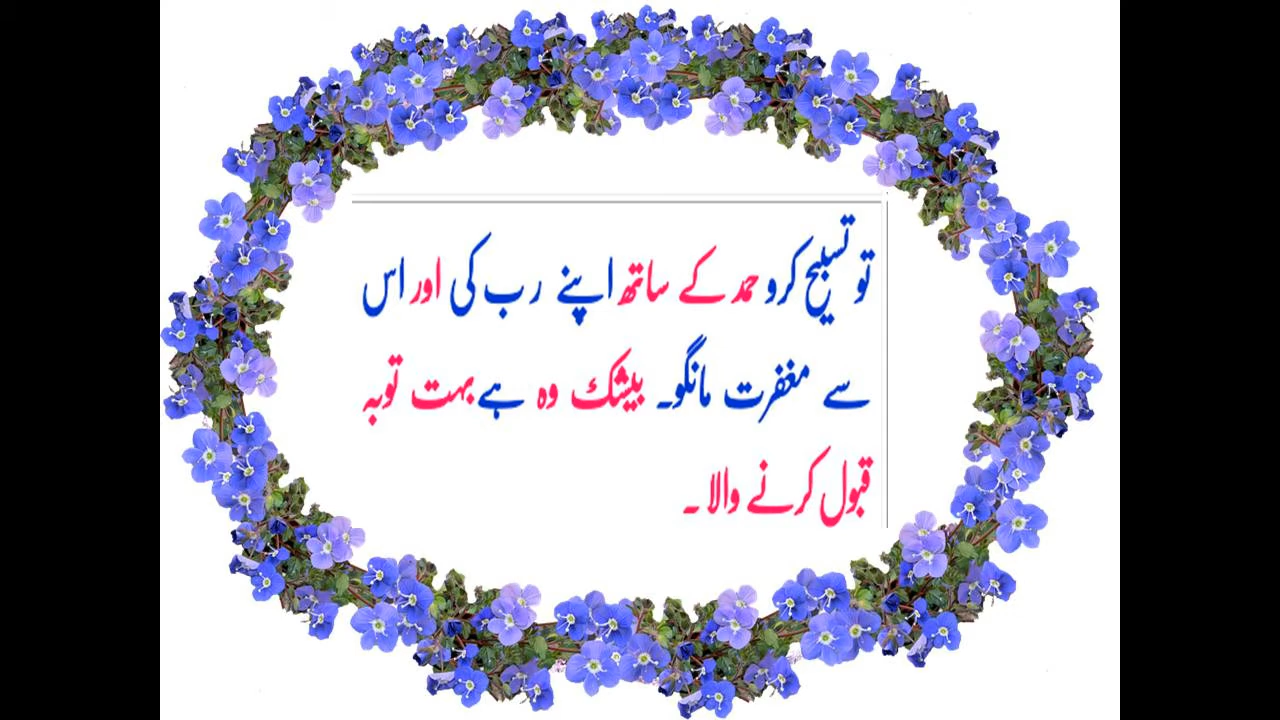 تو تسبیح کرو حمد کے ساتھ اپنے رب کی اور اس
سے مغفرت مانگو۔ بیشک وہ ہے بہت توبہ
قبول کرنے والا ۔